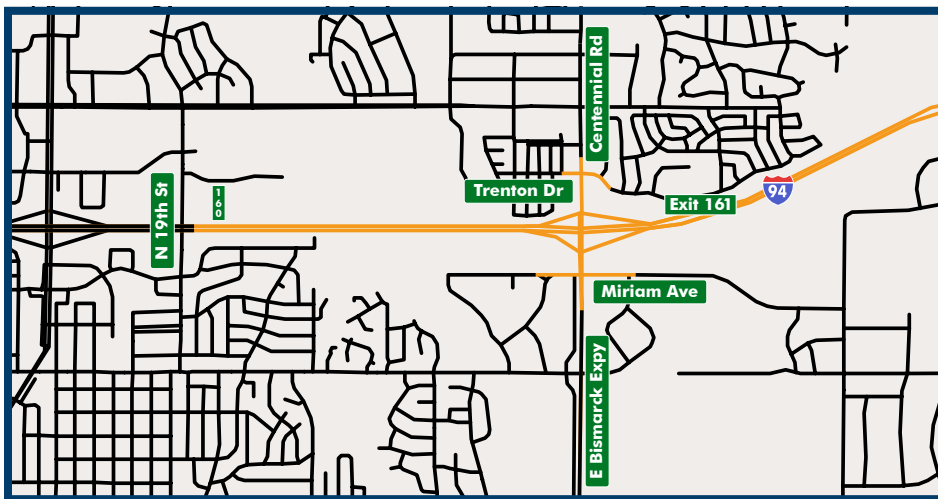 Centennial Rd
Trenton Dr
N 19th St
160
Exit 161
94
Miriam Ave
E Bismarck Expy